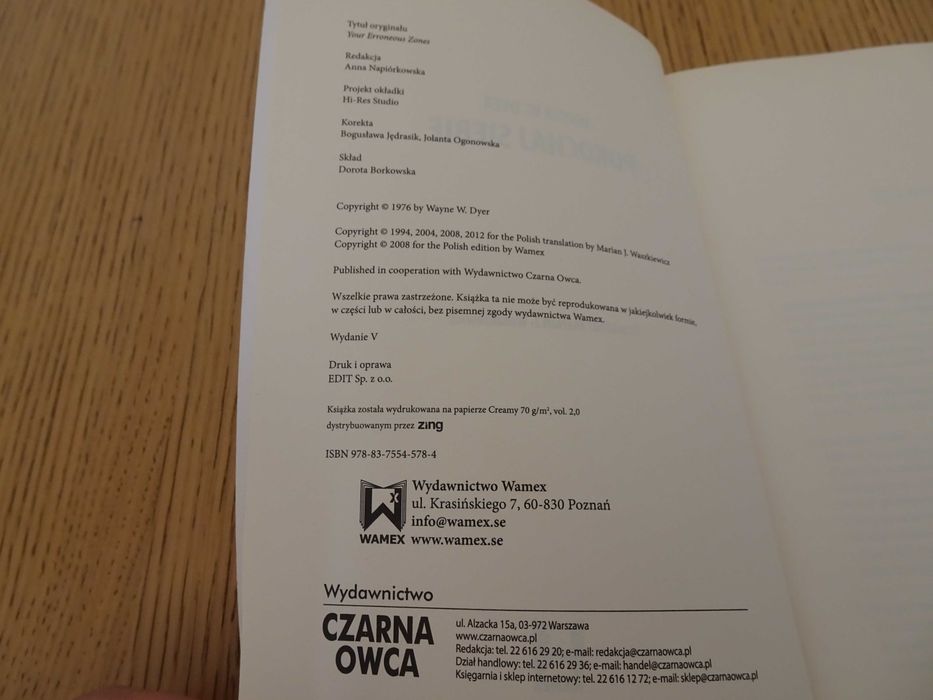 Tytuł oryginału
Your Erroneous Zones
Redakcja
Anna Napiórkowska
Projekt okładki
Hi-Res Studio
Korekta
Bogusława Jędrasik, Jolanta Ogonowska
Skład
Dorota Borkowska
Copyright © 1976 by Wayne W. Dyer
Copyright © 1994, 2004, 2008, 2012 for the Polish translation by Marian J. Waszkiewicz
Copyright © 2008 for the Polish edition by Wamex
Published in cooperation with Wydawnictwo Czarna Owca.
Wszelkie prawa zastrzeżone. Książka ta nie może być reprodukowana w jakiejkolwiek formie,
w części lub w całości, bez pisemnej zgody wydawnictwa Wamex.
Wydanie V
Druk i oprawa
EDIT Sp. z o.o.
Książka została wydrukowana na papierze Creamy 70 g/m², vol. 2,0
dystrybuowanym przez zing
ISBN 978-83-7554-578-4
Wydawnictwo Wamex
ul. Krasińskiego 7, 60-830 Poznań
info@wamex.se
WAMEX www.wamex.se
Wydawnictwo
CZARNA
OWCA
ul. Alzacka 15a, 03-972 Warszawa
www.czarnaowca.pl
Redakcja: tel. 22 616 29 20; e-mail: redakcja@czarnaowca.pl
Dział handlowy: tel. 22 616 29 36; e-mail: handel@czarnaowca.pl
Księgarnia i sklep internetowy: tel. 22 616 12 72; e-mail: sklep@czarnaowca.pl